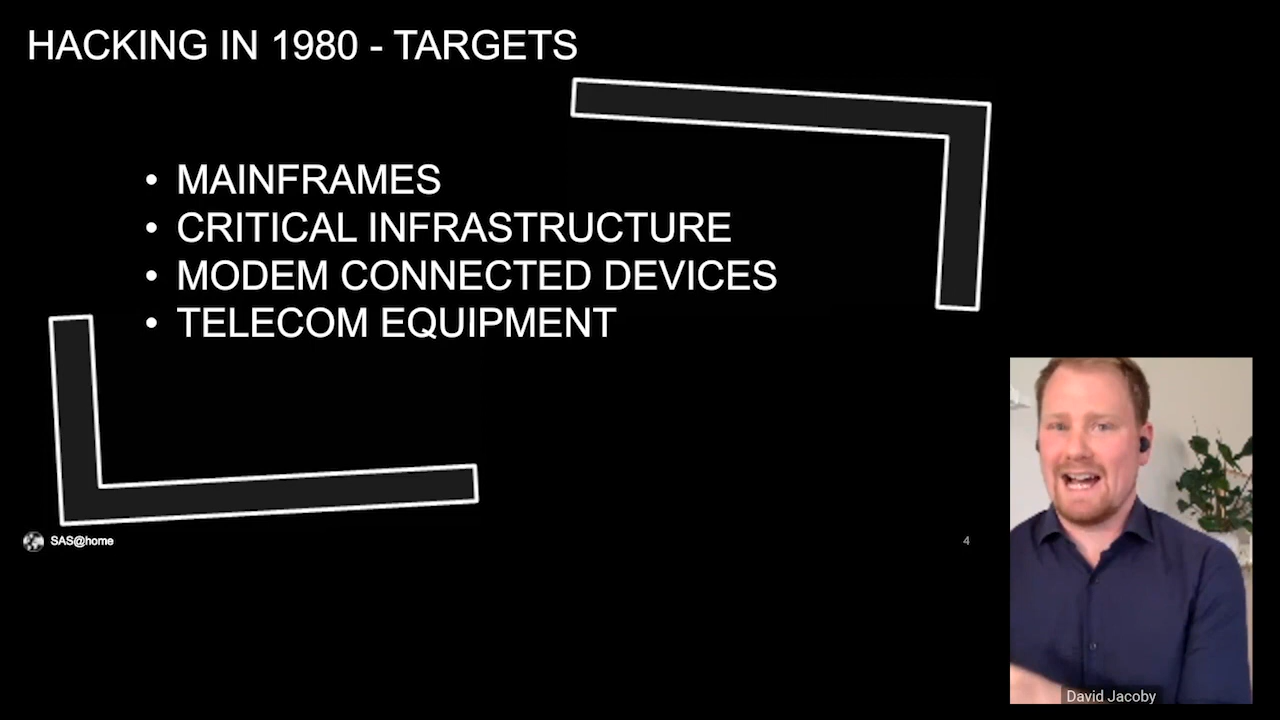 HACKING IN 1980 - TARGETS
• MAINFRAMES
• CRITICAL INFRASTRUCTURE
• MODEM CONNECTED DEVICES
• TELECOM EQUIPMENT
SAS@home
4
David Jacoby